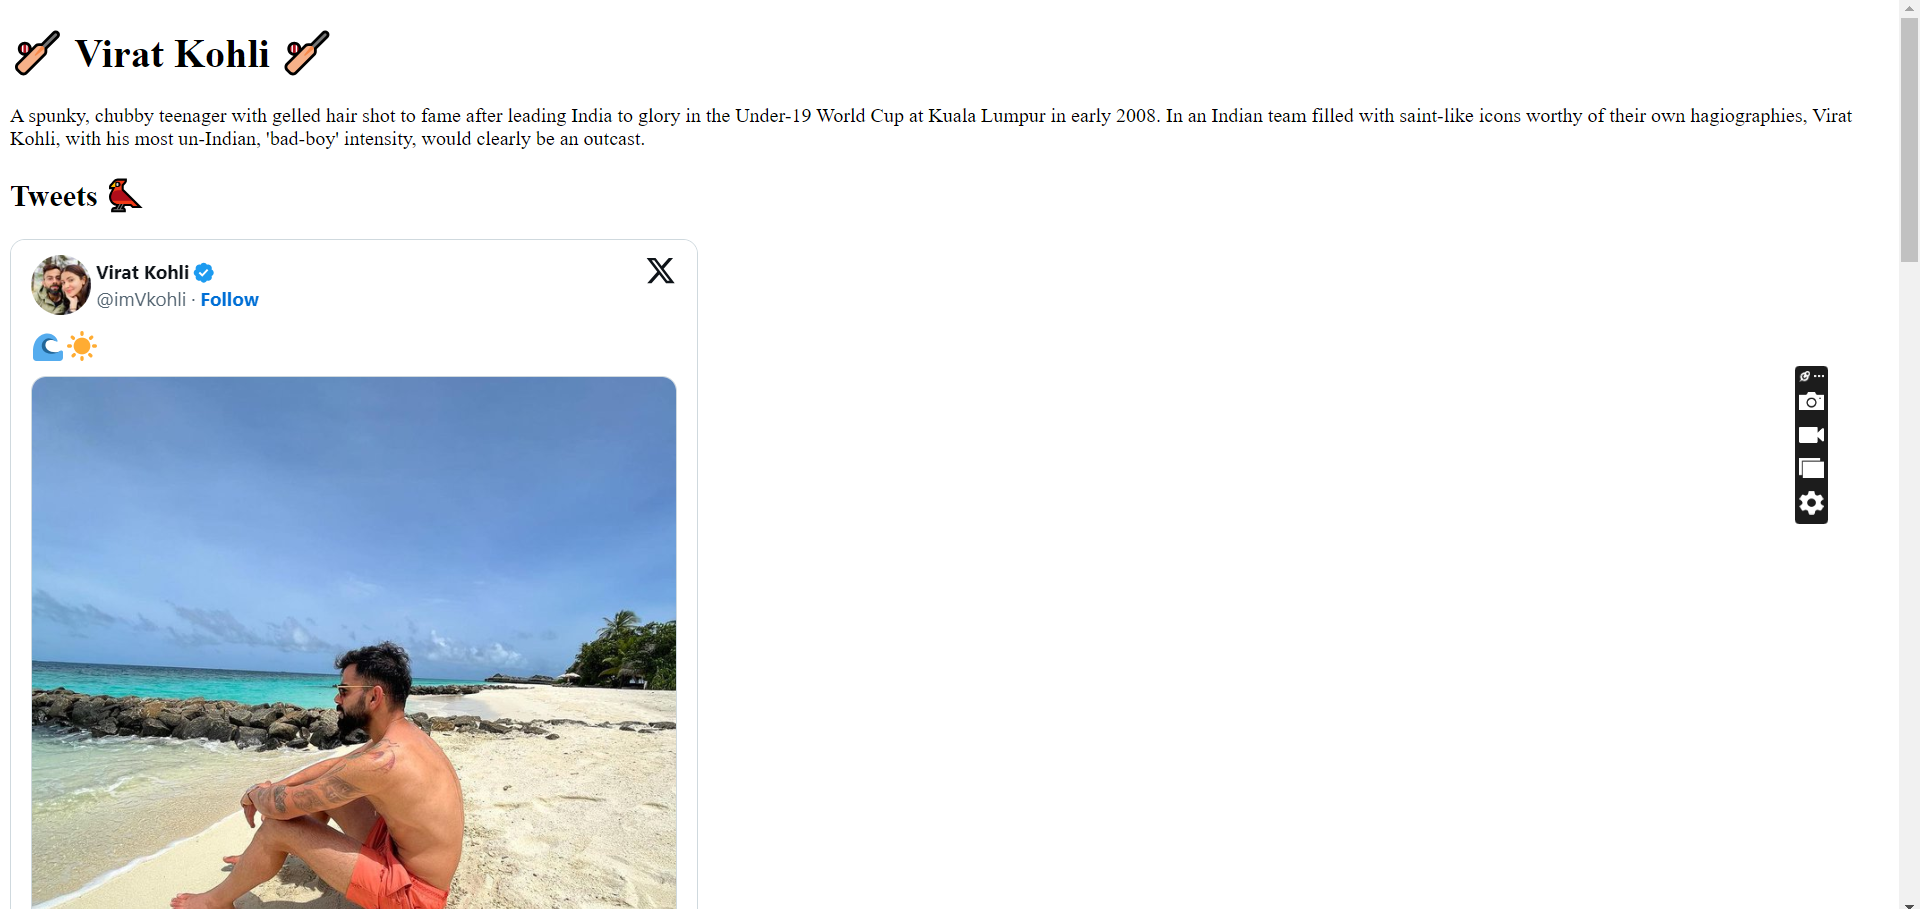 Virat Kohli
A spunky, chubby teenager with gelled hair shot to fame after leading India to glory in the Under-19 World Cup at Kuala Lumpur in early 2008. In an Indian team filled with saint-like icons worthy of their own hagiographies, Virat
Kohli, with his most un-Indian, 'bad-boy' intensity, would clearly be an outcast.
Tweets
Virat Kohli
@imVkohli · Follow